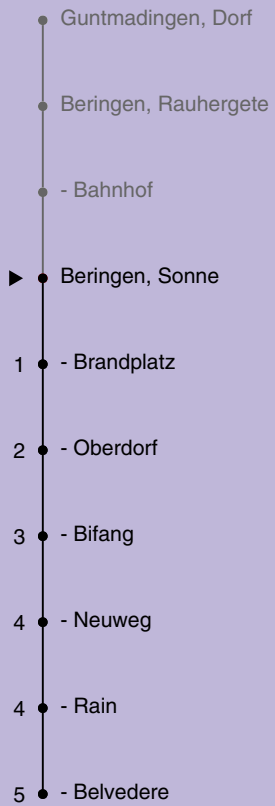 Guntmadingen, Dorf
Beringen, Rauhergete
- Bahnhof
Beringen, Sonne
1 - Brandplatz
2 - Oberdorf
3 - Bifang
4 - Neuweg
4 - Rain
5 - Belvedere